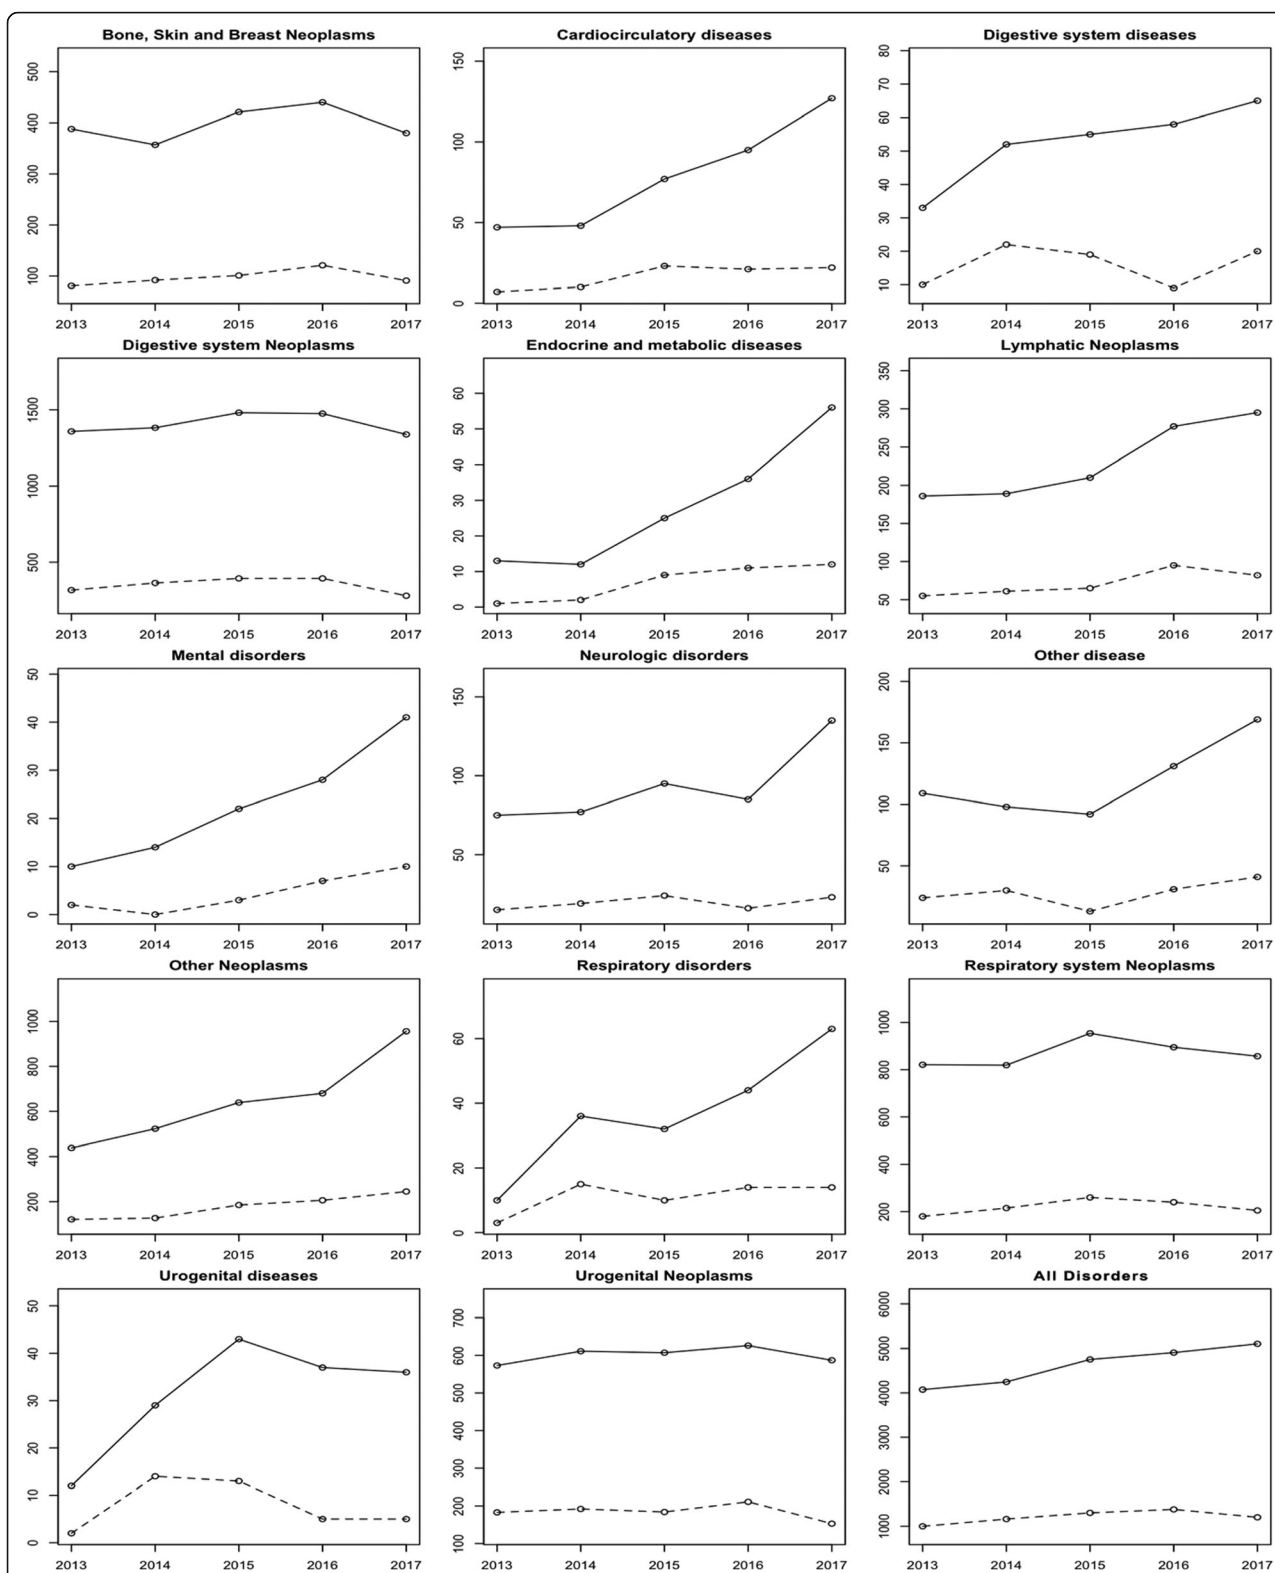 Bone, Skin and Breast Neoplasms
500
400
300
200
100
2013 2014 2015 2016 2017
Cardiocirculatory diseases
150
100
50
0
2013 2014 2015 2016 2017
Digestive system diseases
80
70
60
50
40
30
20
10
2013 2014 2015 2016 2017
Digestive system Neoplasms
1500
1000
500
2013 2014 2015 2016 2017
Endocrine and metabolic diseases
60
50
40
30
20
10
0
2013 2014 2015 2016 2017
Lymphatic Neoplasms
350
300
250
200
150
100
50
2013 2014 2015 2016 2017
Mental disorders
50
40
30
20
10
0
2013 2014 2015 2016 2017
Neurologic disorders
150
100
50
2013 2014 2015 2016 2017
Other disease
200
150
100
50
2013 2014 2015 2016 2017
Other Neoplasms
1000
800
600
400
200
2013 2014 2015 2016 2017
Respiratory disorders
60
40
20
0
2013 2014 2015 2016 2017
Respiratory system Neoplasms
1000
800
600
400
200
2013 2014 2015 2016 2017
Urogenital diseases
50
40
30
20
10
0
2013 2014 2015 2016 2017
Urogenital Neoplasms
700
600
500
400
300
200
100
2013 2014 2015 2016 2017
All Disorders
6000
5000
4000
3000
2000
1000
2013 2014 2015 2016 2017